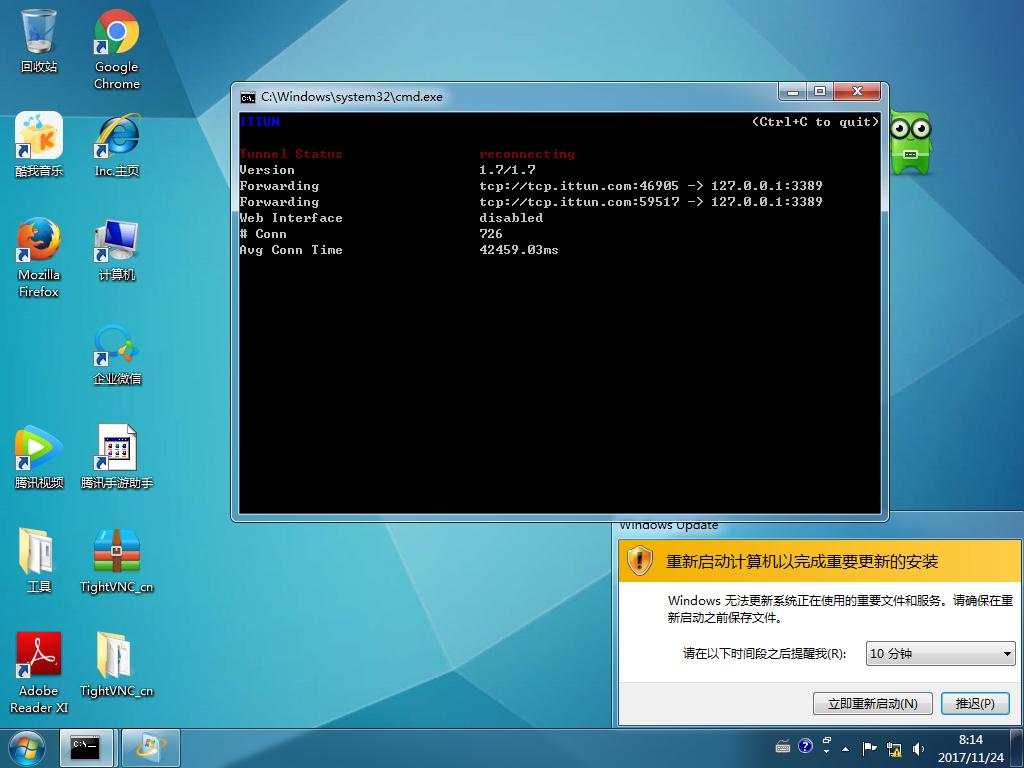 回收站
Google
Chrome
酷我音乐
Inc.主页
Mozilla
Firefox
计算机
企业微信
腾讯视频
腾讯手游助手
工具
TightVNC_cn
Adobe
Reader XI
TightVNC_cn
C:\Windows\system32\cmd.exe
ITTUN (Ctrl+C to quit)
Tunnel Status reconnecting
Version 1.7/1.7
Forwarding tcp://tcp.ittun.com:46905 -> 127.0.0.1:3389
Forwarding tcp://tcp.ittun.com:59517 -> 127.0.0.1:3389
Web Interface disabled
# Conn 726
Avg Conn Time 42459.03ms
Windows Update
重新启动计算机以完成重要更新的安装
Windows 无法更新系统正在使用的重要文件和服务。请确保在重
新启动之前保存文件。
请在以下时间段之后提醒我(R): 10 分钟
立即重新启动(N) 推迟(P)
8:14
2017/11/24